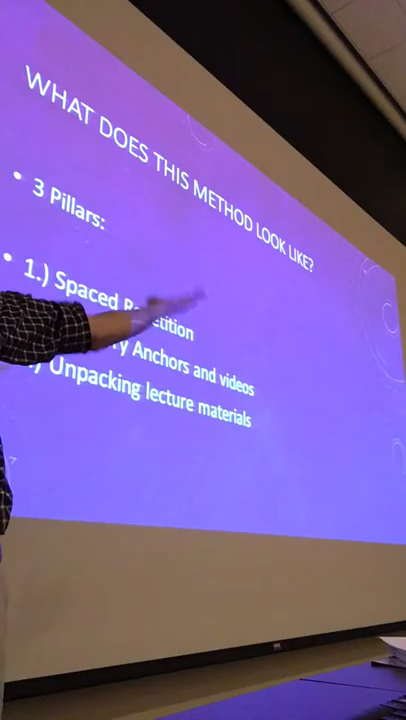 WHAT DOES THIS METHOD LOOK LIKE?
• 3 Pillars:
• 1.) Spaced
Anchors and videos
Unpacking lecture materials